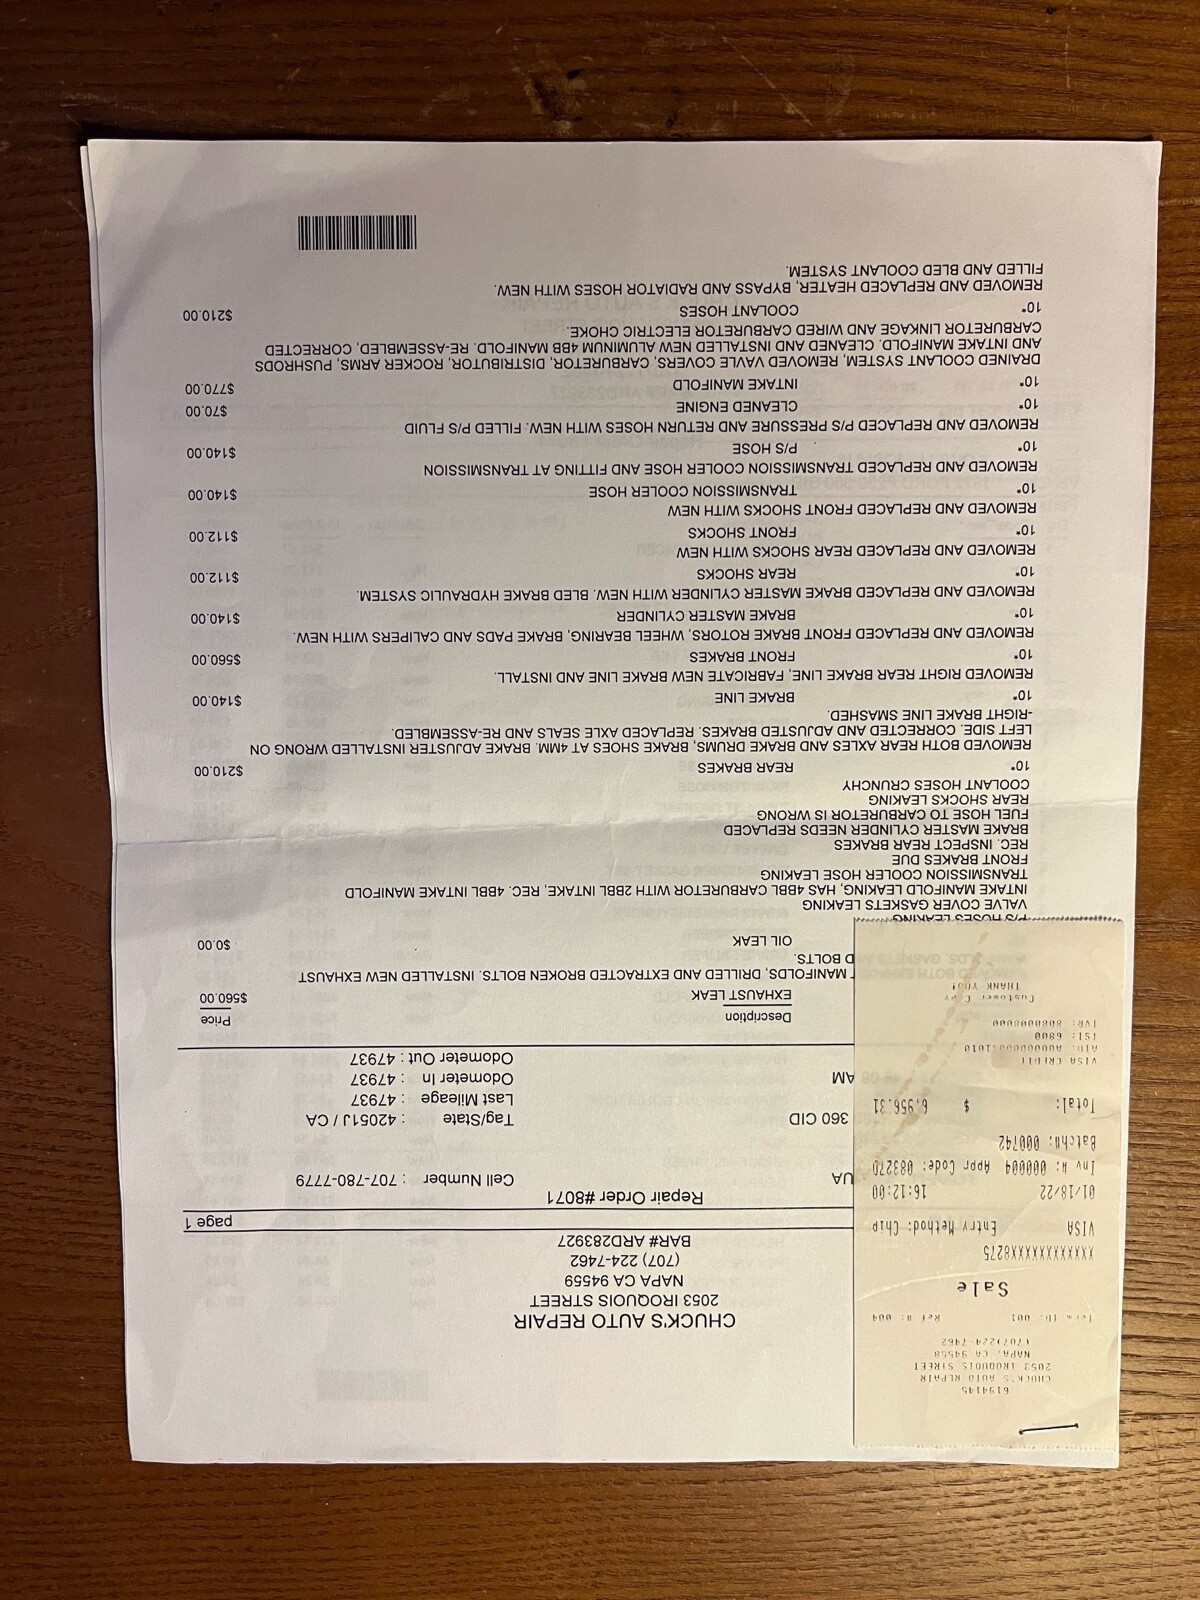 CHUCK'S AUTO REPAIR
2053 IROQUOIS STREET
NAPA CA 94559
(707) 224-7462
BAR# ARD283927
page 1
Repair Order #8071
Cell Number : 707-780-7779
360 CID
Tag/State : 42051J / CA
Last Mileage : 47937
AM
Odometer In : 47937
Odometer Out : 47937
Description Price
EXHAUST LEAK $560.00
MANIFOLDS, DRILLED AND EXTRACTED BROKEN BOLTS. INSTALLED NEW EXHAUST
D BOLTS.
OIL LEAK $0.00
P/S HOSES LEAKING
VALVE COVER GASKETS LEAKING
INTAKE MANIFOLD LEAKING, HAS 4BBL CARBURETOR WITH 2BBL INTAKE, REC. 4BBL INTAKE MANIFOLD
TRANSMISSION COOLER HOSE LEAKING
FRONT BRAKES DUE
REC. INSPECT REAR BRAKES
BRAKE MASTER CYLINDER NEEDS REPLACED
FUEL HOSE TO CARBURETOR IS WRONG
REAR SHOCKS LEAKING
COOLANT HOSES CRUNCHY
10* REAR BRAKES $210.00
REMOVED BOTH REAR AXLES AND BRAKE DRUMS, BRAKE SHOES AT 4MM. BRAKE ADJUSTER INSTALLED WRONG ON
LEFT SIDE. CORRECTED AND ADJUSTED BRAKES. REPLACED AXLE SEALS AND RE-ASSEMBLED.
-RIGHT BRAKE LINE SMASHED.
10* BRAKE LINE $140.00
REMOVED RIGHT REAR BRAKE LINE, FABRICATE NEW BRAKE LINE AND INSTALL.
10* FRONT BRAKES $560.00
REMOVED AND REPLACED FRONT BRAKE ROTORS, WHEEL BEARING, BRAKE PADS AND CALIPERS WITH NEW.
10* BRAKE MASTER CYLINDER $140.00
REMOVED AND REPLACED BRAKE MASTER CYLINDER WITH NEW. BLED BRAKE HYDRAULIC SYSTEM.
10* REAR SHOCKS $112.00
REMOVED AND REPLACED REAR SHOCKS WITH NEW
10* FRONT SHOCKS $112.00
REMOVED AND REPLACED FRONT SHOCKS WITH NEW
10* TRANSMISSION COOLER HOSE $140.00
REMOVED AND REPLACED TRANSMISSION COOLER HOSE AND FITTING AT TRANSMISSION
10* P/S HOSE $140.00
REMOVED AND REPLACED P/S PRESSURE AND RETURN HOSES WITH NEW. FILLED P/S FLUID
10* CLEANED ENGINE $70.00
10* INTAKE MANIFOLD $770.00
DRAINED COOLANT SYSTEM, REMOVED VAVLE COVERS, CARBURETOR, DISTRIBUTOR, ROCKER ARMS, PUSHRODS
AND INTAKE MANIFOLD. CLEANED AND INSTALLED NEW ALUMINUM 4BB MANIFOLD. RE-ASSEMBLED, CORRECTED
CARBURETOR LINKAGE AND WIRED CARBURETOR ELECTRIC CHOKE.
10* COOLANT HOSES $210.00
REMOVED AND REPLACED HEATER, BYPASS AND RADIATOR HOSES WITH NEW.
FILLED AND BLED COOLANT SYSTEM.
6194145
CHUCK'S AUTO REPAIR
2053 IROQUOIS STREET
NAPA, CA 94558
(707)224-7462
Term ID: 001 Ref #: 004
Sale
XXXXXXXXXXXX8275
VISA Entry Method: Chip
01/18/22 16:12:00
Inv #: 000004 Appr Code: 08327D
Batch#: 000742
Total: $ 6,956.31
VISA CREDIT
TSI: 6800
TVR: 8080008000
Customer Copy
THANK YOU!